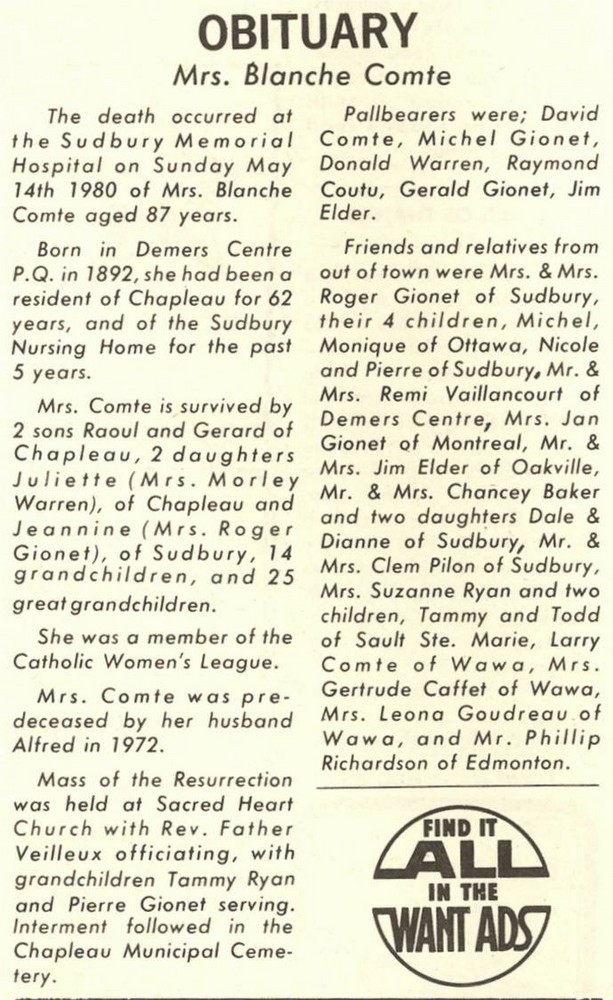 OBITUARY
Mrs. Blanche Comte
The death occurred at
the Sudbury Memorial
Hospital on Sunday May
14th 1980 of Mrs. Blanche
Comte aged 87 years.
Born in Demers Centre
P.Q. in 1892, she had been a
resident of Chapleau for 62
years, and of the Sudbury
Nursing Home for the past
5 years.
Mrs. Comte is survived by
2 sons Raoul and Gerard of
Chapleau, 2 daughters
Juliette (Mrs. Morley
Warren), of Chapleau and
Jeannine (Mrs. Roger
Gionet), of Sudbury, 14
grandchildren, and 25
greatgrandchildren.
She was a member of the
Catholic Women's League.
Mrs. Comte was pre-
deceased by her husband
Alfred in 1972.
Mass of the Resurrection
was held at Sacred Heart
Church with Rev. Father
Veilleux officiating, with
grandchildren Tammy Ryan
and Pierre Gionet serving.
Interment followed in the
Chapleau Municipal Ceme-
tery.
Pallbearers were; David
Comte, Michel Gionet,
Donald Warren, Raymond
Coutu, Gerald Gionet, Jim
Elder.
Friends and relatives from
out of town were Mrs. & Mrs.
Roger Gionet of Sudbury,
their 4 children, Michel,
Monique of Ottawa, Nicole
and Pierre of Sudbury, Mr. &
Mrs. Remi Vaillancourt of
Demers Centre, Mrs. Jan
Gionet of Montreal, Mr. &
Mrs. Jim Elder of Oakville,
Mr. & Mrs. Chancey Baker
and two daughters Dale &
Dianne of Sudbury, Mr. &
Mrs. Clem Pilon of Sudbury,
Mrs. Suzanne Ryan and two
children, Tammy and Todd
of Sault Ste. Marie, Larry
Comte of Wawa, Mrs.
Gertrude Caffet of Wawa,
Mrs. Leona Goudreau of
Wawa, and Mr. Phillip
Richardson of Edmonton.
FIND IT
ALL
IN THE
WANT ADS